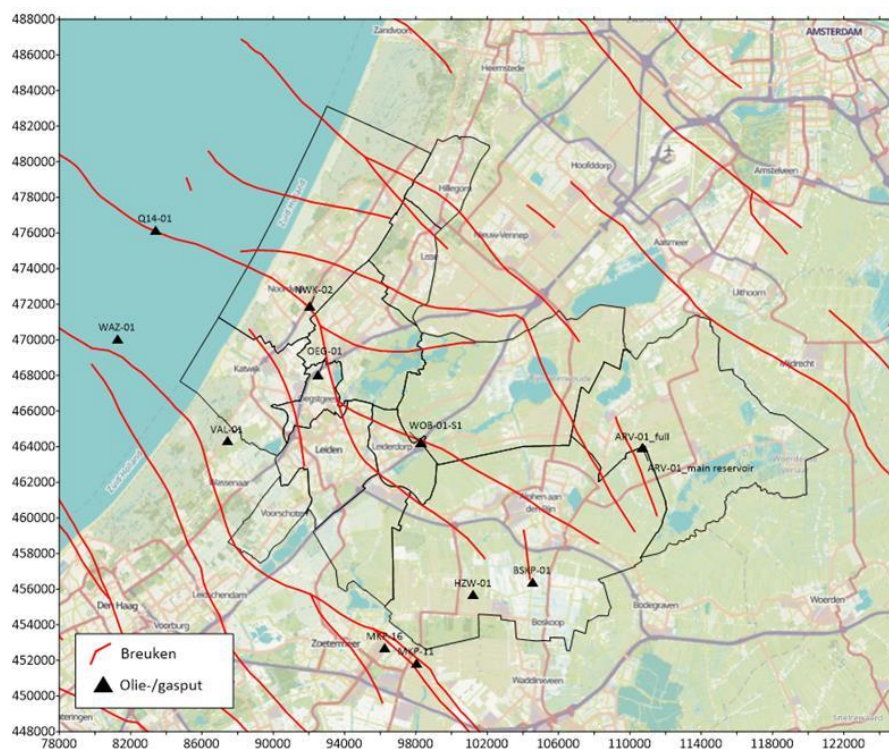 488000
486000
484000
482000
480000
478000
476000
474000
472000
470000
468000
466000
464000
462000
460000
458000
456000
454000
452000
450000
448000
Zandvoort
AMSTERDAM
Heemstede
Hoofddorp
Amstelveen
Zuid-Holland
Hillegom
Q14-01
Nieuw-Vennep
Lisse
Aalsmeer
Uithoorn
NWK-02
WAZ-01
OEG-01
Mijdrecht
Katwijk
Oegstgeest
VAL-01
WOB-01-S1
ARV-01_full
Leiden
Leiderdorp
ARV-01_main reservoir
Zuid-Holland
Wassenaar
Voorschoten
Alphen aan
den Rijn
BSKP-01
HZW-01
Den Haag
Leidschendam
Voorburg
Boskoop
Bodegraven
Woerden
Zoetermeer
MKP-16
MKP-11
Waddinxveen
Breuken
Olie-/gasput
78000 82000 86000 90000 94000 98000 102000 106000 110000 114000 118000 122000